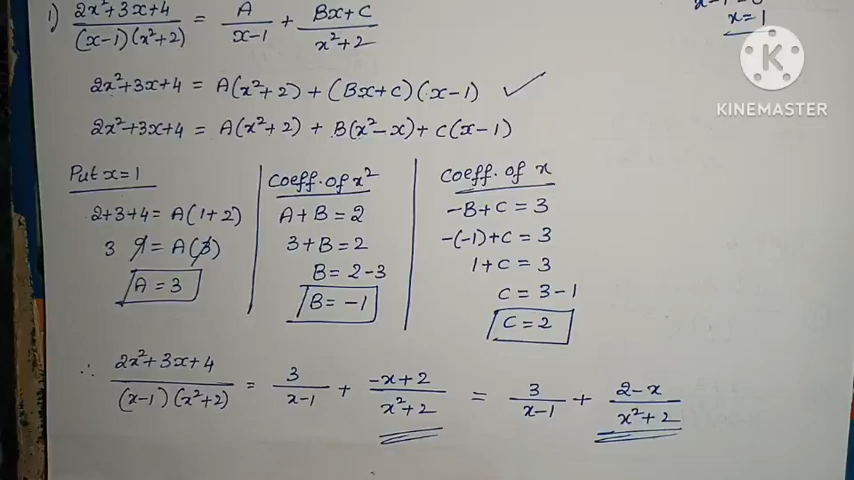 x-1=0
x=1
1) (2x²+3x+4)/((x-1)(x²+2)) = A/(x-1) + (Bx+C)/(x²+2)
2x²+3x+4 = A(x²+2)+(Bx+C)(x-1) ✓
2x²+3x+4 = A(x²+2)+B(x²-x)+C(x-1)
Put x=1
2+3+4=A(1+2)
3 9=A(3)
A=3
Coeff. of x²
A+B=2
3+B=2
B=2-3
B=-1
Coeff. of x
-B+C=3
-(-1)+C=3
1+C=3
C=3-1
C=2
∴ (2x²+3x+4)/((x-1)(x²+2)) = 3/(x-1) + (-x+2)/(x²+2) = 3/(x-1) + (2-x)/(x²+2)
K
KINEMASTER